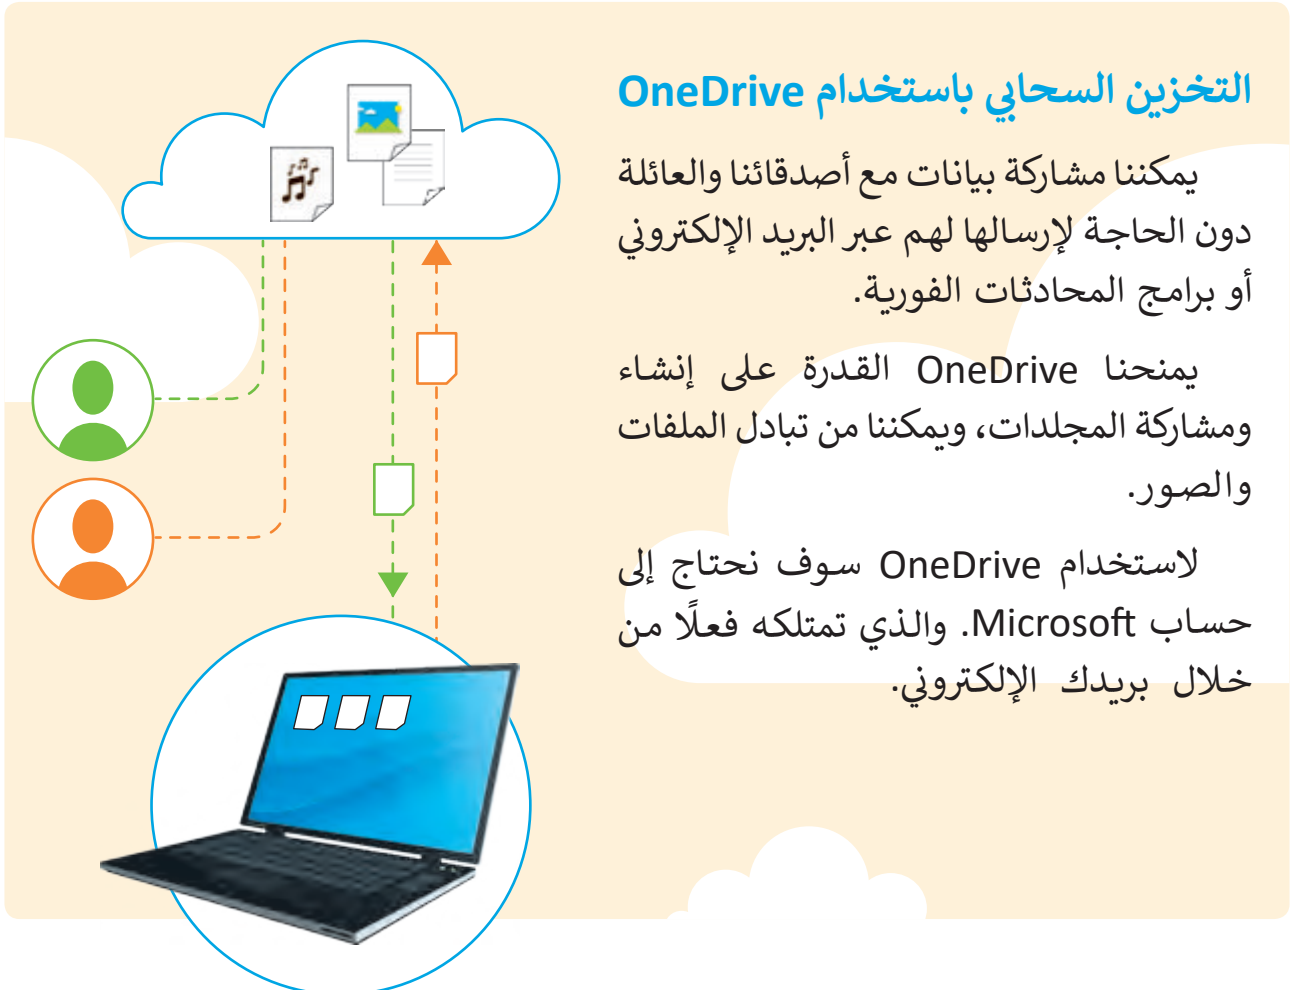 التخزين السحابي باستخدام OneDrive
يمكننا مشاركة بيانات مع أصدقائنا والعائلة
دون الحاجة لإرسالها لهم عبر البريد الإلكتروني
أو برامج المحادثات الفورية.
يمنحنا OneDrive القدرة على إنشاء
ومشاركة المجلدات، ويمكننا من تبادل الملفات
والصور.
لاستخدام OneDrive سوف نحتاج إلى
حساب Microsoft. والذي تمتلكه فعلًا من
خلال بريدك الإلكتروني.